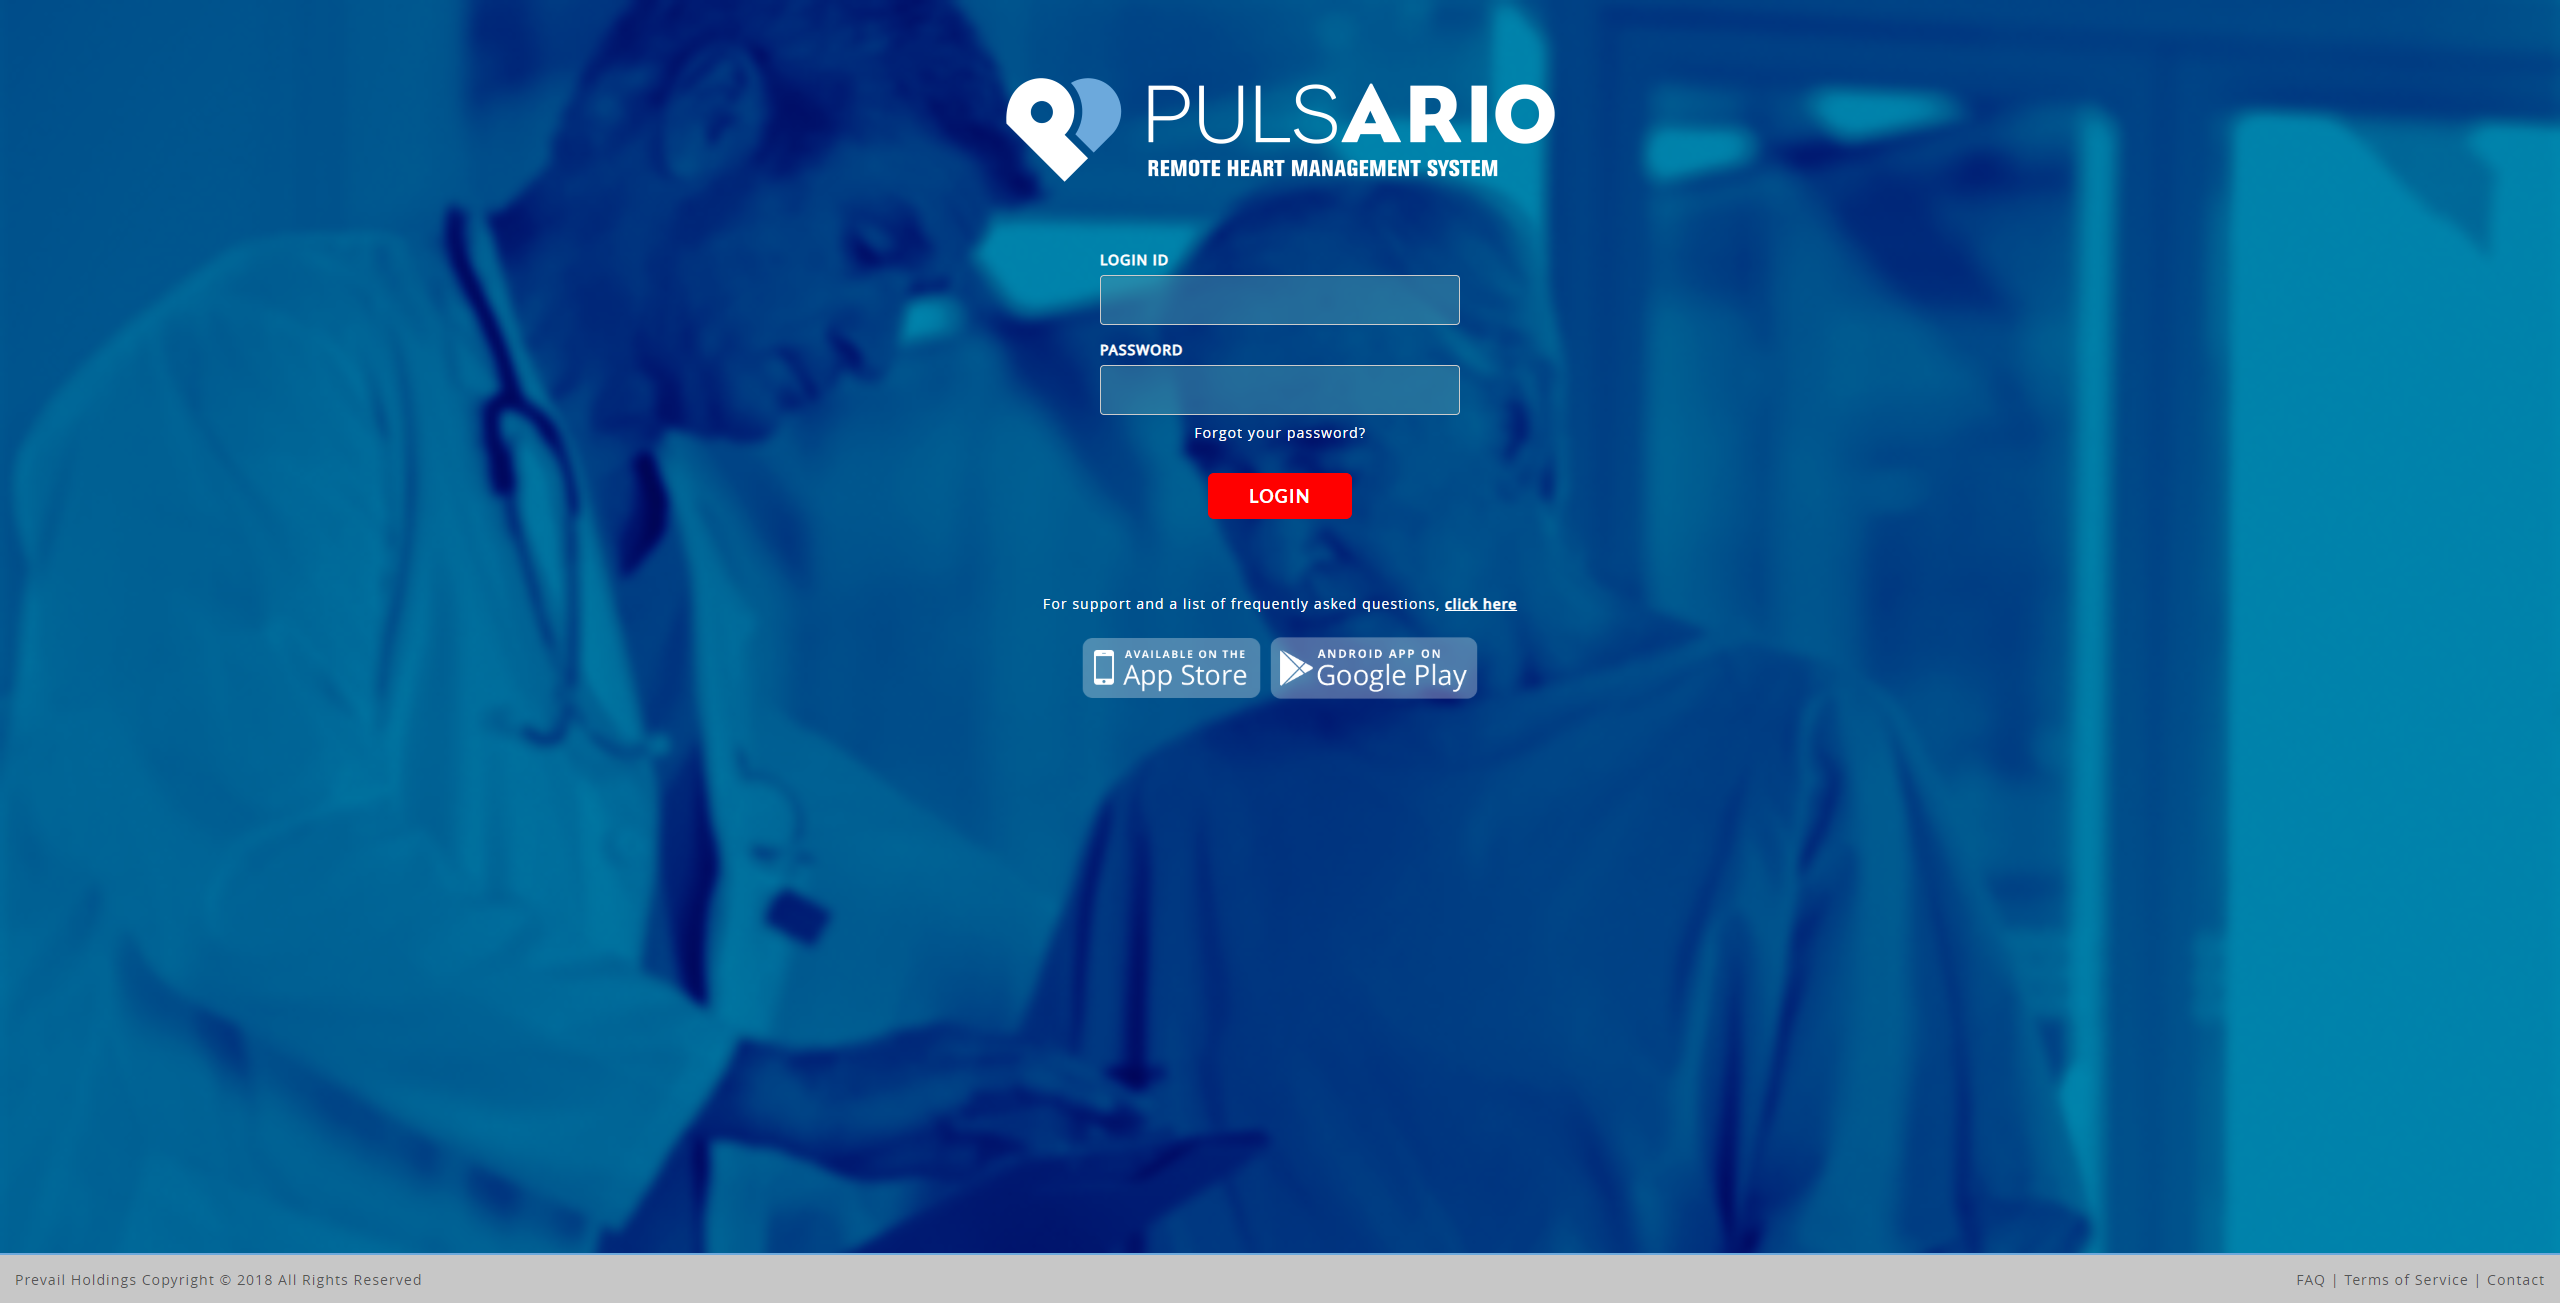 PULSARIO
REMOTE HEART MANAGEMENT SYSTEM
LOGIN ID
PASSWORD
Forgot your password?
LOGIN
For support and a list of frequently asked questions, click here
AVAILABLE ON THE
App Store
ANDROID APP ON
Google Play
Prevail Holdings Copyright © 2018 All Rights Reserved
FAQ | Terms of Service | Contact